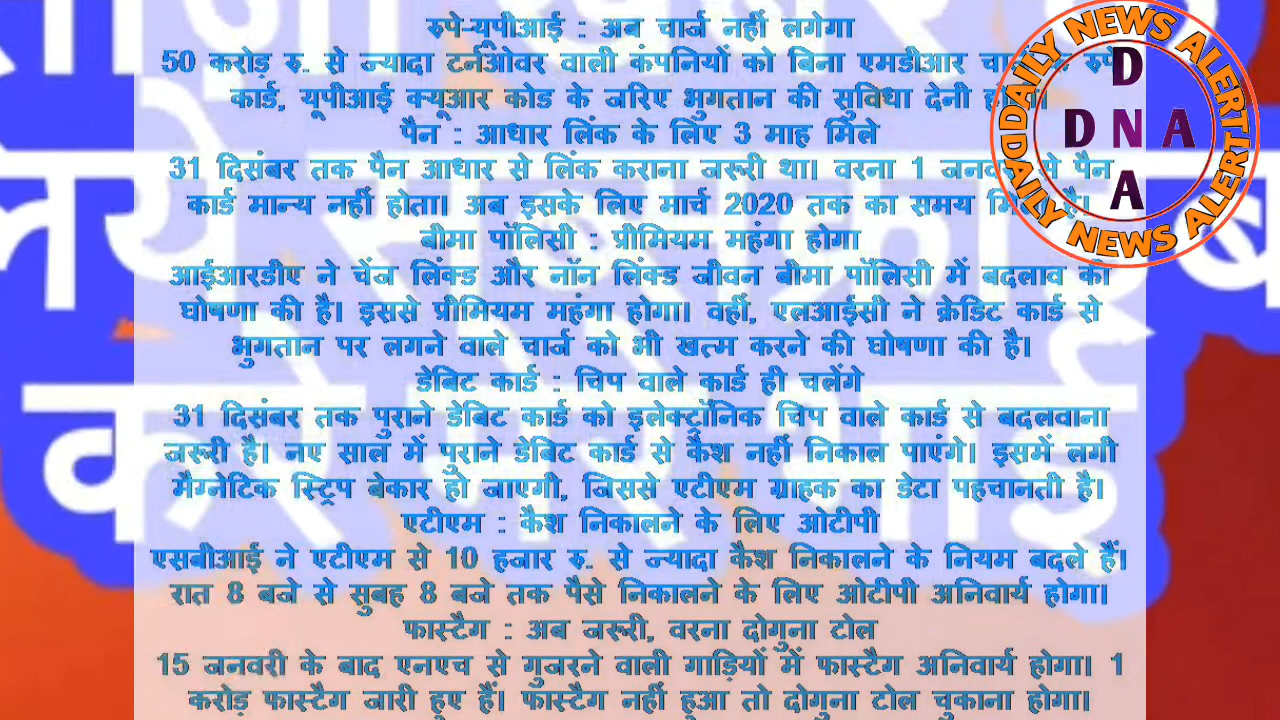 रुपे-यूपीआई : अब चार्ज नहीं लगेगा
50 करोड़ रु. से ज्यादा टर्नओवर वाली कंपनियों को बिना एमडीआर
कार्ड, यूपीआई क्यूआर कोड के जरिए भुगतान की सुविधा देनी
पैन : आधार लिंक के लिए 3 माह मिले
31 दिसंबर तक पैन आधार से लिंक कराना जरूरी था। वरना 1 से पैन
कार्ड मान्य नहीं होता। अब इसके लिए मार्च 2020 तक का समय है।
बीमा पॉलिसी : प्रीमियम महंगा होगा
आईआरडीए ने चेंज लिंक्ड और नॉन लिंक्ड जीवन बीमा पॉलिसी में बदलाव की
घोषणा की है। इससे प्रीमियम महंगा होगा। वहीं, एलआईसी ने क्रेडिट कार्ड से
भुगतान पर लगने वाले चार्ज को भी खत्म करने की घोषणा की है।
डेबिट कार्ड : चिप वाले कार्ड ही चलेंगे
31 दिसंबर तक पुराने डेबिट कार्ड को इलेक्ट्रॉनिक चिप वाले कार्ड से बदलवाना
जरूरी है। नए साल में पुराने डेबिट कार्ड से कैश नहीं निकाल पाएंगे। इसमें लगी
मैग्नेटिक स्ट्रिप बेकार हो जाएगी, जिससे एटीएम ग्राहक का डेटा पहचानती है।
एटीएम : कैश निकालने के लिए ओटीपी
एसबीआई ने एटीएम से 10 हजार रु. से ज्यादा कैश निकालने के नियम बदले हैं।
रात 8 बजे से सुबह 8 बजे तक पैसे निकालने के लिए ओटीपी अनिवार्य होगा।
फास्टैग : अब जरूरी, वरना दोगुना टोल
15 जनवरी के बाद एनएच से गुजरने वाली गाड़ियों में फास्टैग अनिवार्य होगा। 1
करोड़ फास्टैग जारी हुए हैं। फास्टैग नहीं हुआ तो दोगुना टोल चुकाना होगा।
DAILY NEWS ALERT
D
D N A
A
DAILY NEWS ALERT